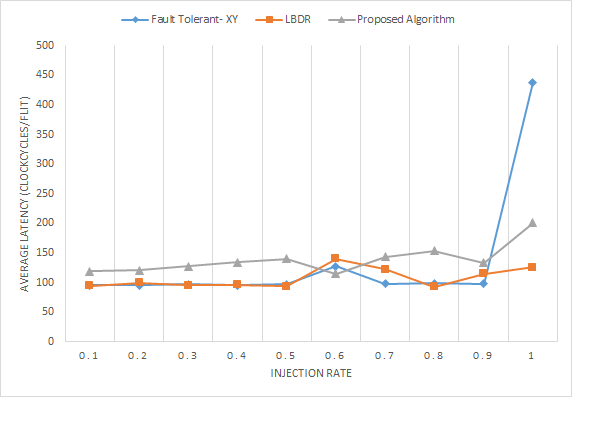 Fault Tolerant- XY LBDR Proposed Algorithm
500
450
400
350
300
250
200
150
100
50
0
AVERAGE LATENCY (CLOCKCYCLES/FLIT)
0.1 0.2 0.3 0.4 0.5 0.6 0.7 0.8 0.9 1
INJECTION RATE